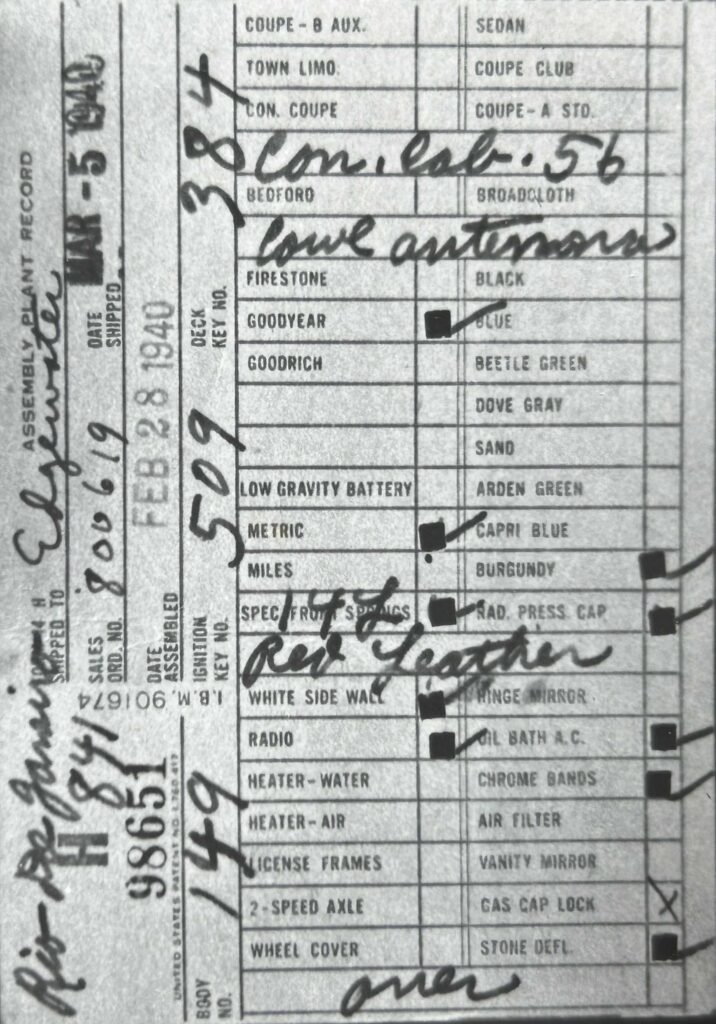 ASSEMBLY PLANT RECORD
Rio De Janeiro
SHIPPED TO Edgewater
H 841
SALES ORD. NO. 800619
DATE SHIPPED MAR - 5 1940
98651
DATE ASSEMBLED FEB 28 1940
I.B.M. 901674
UNITED STATES PATENT NO. 1,780,417
BODY NO. 149
IGNITION KEY NO. 509
DECK KEY NO. 384
COUPE - B AUX. SEDAN
TOWN LIMO. COUPE CLUB
CON. COUPE COUPE - A STD.
Con. Cab. 56
BEDFORD BROADCLOTH
Cowl antenna
FIRESTONE BLACK
GOODYEAR BLUE
GOODRICH BEETLE GREEN
DOVE GRAY
SAND
LOW GRAVITY BATTERY ARDEN GREEN
METRIC CAPRI BLUE
MILES BURGUNDY
SPEC. FRONT SPRINGS RAD. PRESS CAP
14L
Red Leather
WHITE SIDE WALL HINGE MIRROR
RADIO OIL BATH A.C.
HEATER - WATER CHROME BANDS
HEATER - AIR AIR FILTER
LICENSE FRAMES VANITY MIRROR
2 - SPEED AXLE GAS CAP LOCK X
WHEEL COVER STONE DEFL.
over